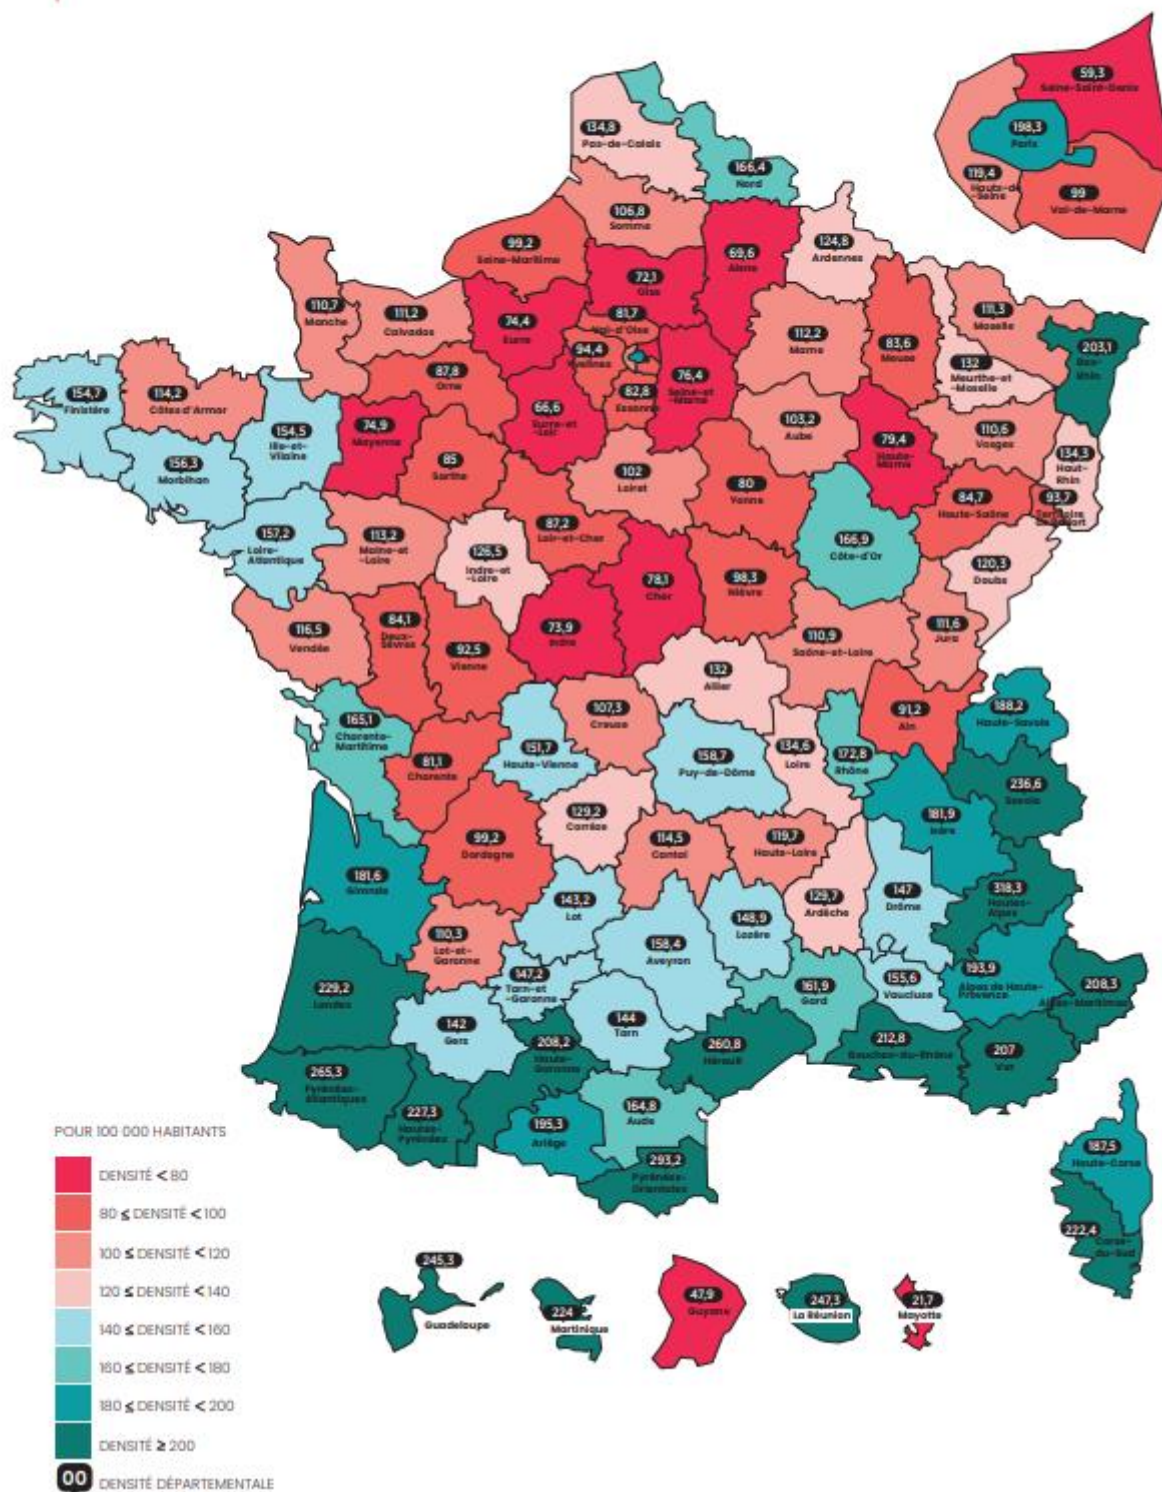 59,3
Seine-Saint-Denis
198,3
Paris
119,4
Hauts-de
-Seine
99
Val-de-Marne
134,8
Pas-de-Calais
166,4
Nord
106,8
Somme
99,2
Seine-Maritime
69,6
Aisne
124,8
Ardennes
72,1
Oise
110,7
Manche
111,2
Calvados
74,4
Eure
81,7
Val-d'Oise
112,2
Marne
83,6
Meuse
111,3
Moselle
203,1
Bas-
Rhin
132
Meurthe-et
-Moselle
94,4
Yvelines
87,8
Orne
82,8
Essonne
76,4
Seine-et
-Marne
154,7
Finistère
114,2
Côtes d'Armor
154,5
Ille-et-
Vilaine
74,9
Mayenne
66,6
Eure-et
-Loir
103,2
Aube
79,4
Haute-
Marne
110,6
Vosges
134,3
Haut-
Rhin
156,3
Morbihan
85
Sarthe
102
Loiret
80
Yonne
84,7
Haute-Saône
93,7
Territoire
de Belfort
157,2
Loire-
Atlantique
113,2
Maine-et
-Loire
87,2
Loir-et-Cher
126,5
Indre-et
-Loire
166,9
Côte-d'Or
120,3
Doubs
78,1
Cher
98,3
Nièvre
116,5
Vendée
84,1
Deux-
Sèvres
92,5
Vienne
73,9
Indre
110,9
Saône-et-Loire
111,6
Jura
132
Allier
165,1
Charente-
Maritime
107,3
Creuse
91,2
Ain
188,2
Haute-Savoie
81,1
Charente
151,7
Haute-Vienne
158,7
Puy-de-Dôme
134,6
Loire
172,8
Rhône
236,6
Savoie
99,2
Dordogne
129,2
Corrèze
114,5
Cantal
119,7
Haute-Loire
181,9
Isère
181,6
Gironde
143,2
Lot
148,9
Lozère
129,7
Ardèche
147
Drôme
318,3
Hautes-
Alpes
110,3
Lot-et-
Garonne
158,4
Aveyron
229,2
Landes
147,2
Tarn-et
-Garonne
161,9
Gard
155,6
Vaucluse
193,9
Alpes de Haute-
Provence
208,3
Alpes-Maritimes
142
Gers
208,2
Haute-
Garonne
144
Tarn
260,8
Hérault
212,8
Bouches-du-Rhône
207
Var
265,3
Pyrénées-
Atlantiques
227,3
Hautes-
Pyrénées
195,3
Ariège
164,8
Aude
293,2
Pyrénées-
Orientales
187,5
Haute-Corse
222,4
Corse-
du-Sud
POUR 100 000 HABITANTS
DENSITÉ < 80
80 ≤ DENSITÉ < 100
100 ≤ DENSITÉ < 120
120 ≤ DENSITÉ < 140
140 ≤ DENSITÉ < 160
160 ≤ DENSITÉ < 180
180 ≤ DENSITÉ < 200
DENSITÉ ≥ 200
00 DENSITÉ DÉPARTEMENTALE
245,3
Guadeloupe
224
Martinique
47,9
Guyane
247,3
La Réunion
21,7
Mayotte